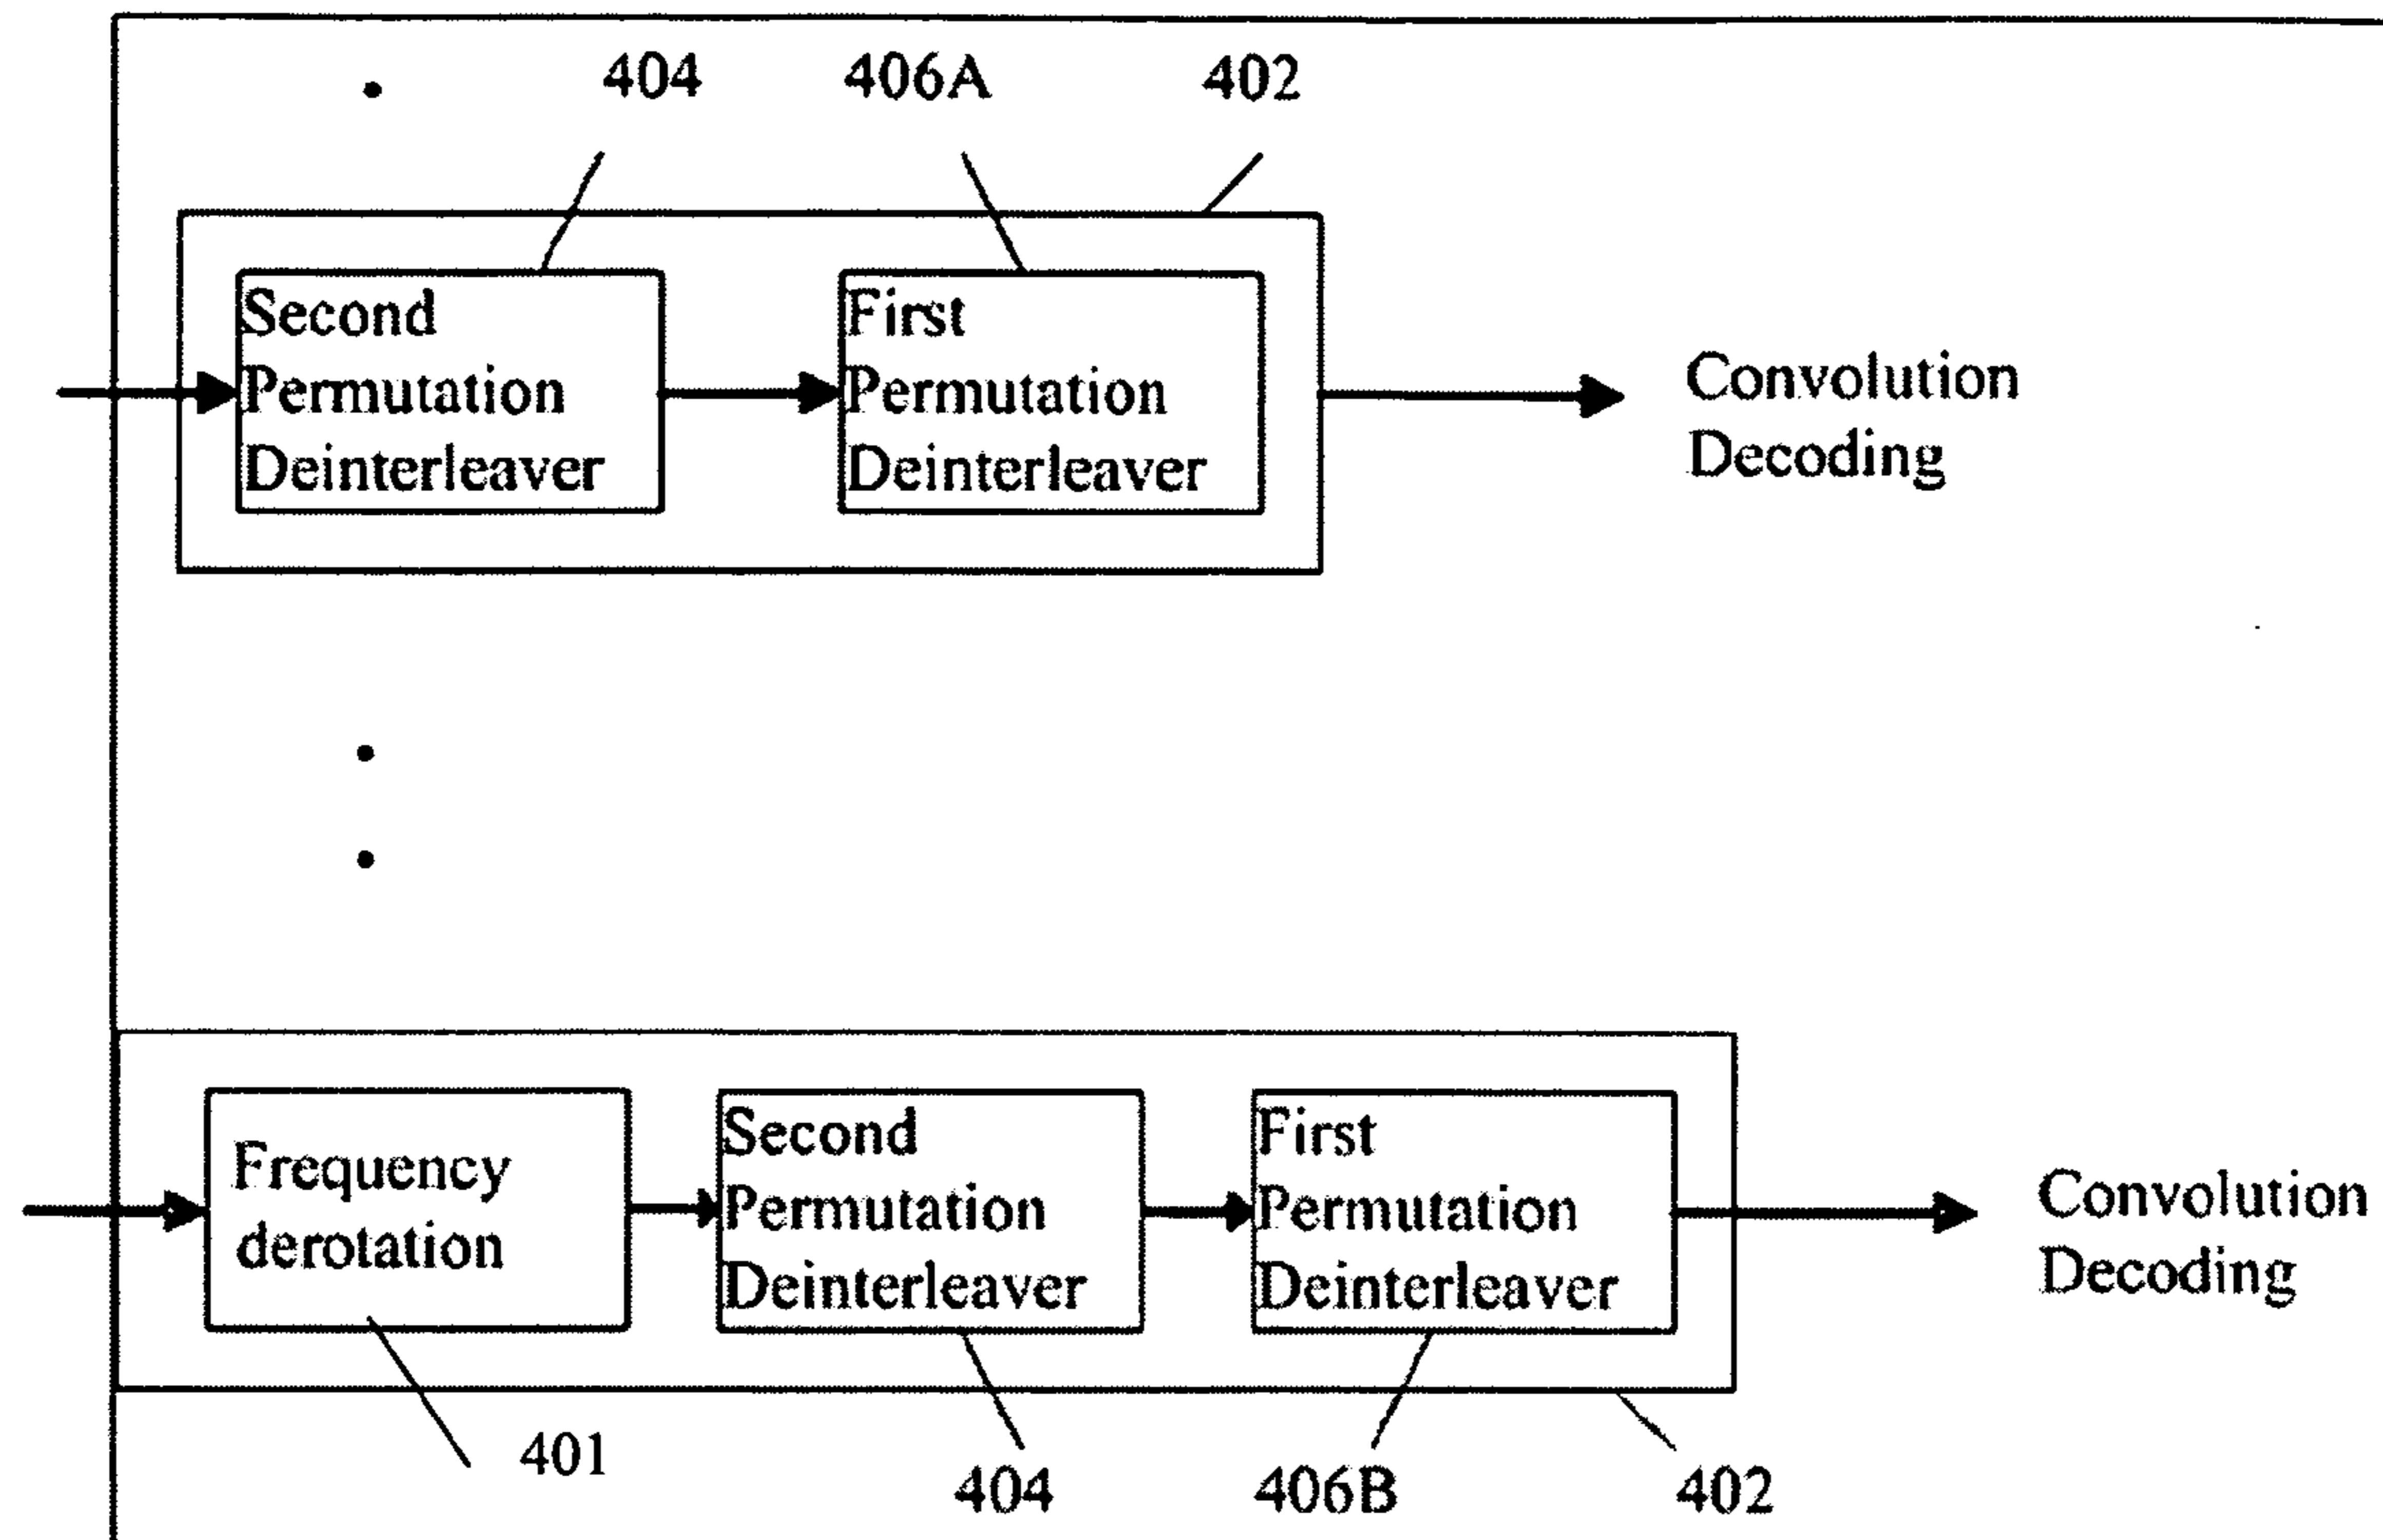 404 406A 402
Second
Permutation
Deinterleaver
First
Permutation
Deinterleaver
Convolution
Decoding
Frequency
derotation
Second
Permutation
Deinterleaver
First
Permutation
Deinterleaver
Convolution
Decoding
401
404 406B 402